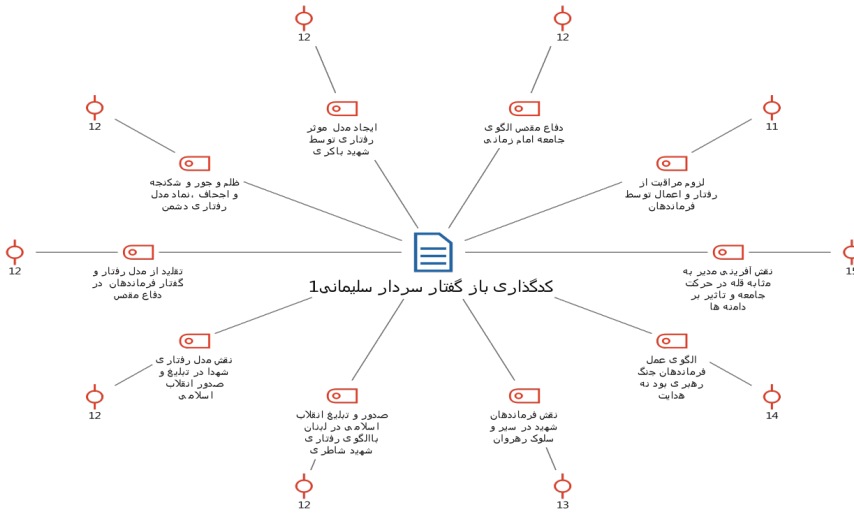 12
12
دفاع مقدس الگوی
جامعه امام زمانی
ایجاد مدل موثر
رفتاری توسط
شهید باکری
11
12
لزوم مراقبت از
رفتار و اعمال توسط
فرماندهان
ظلم و جور و شکنجه
و اجحاف ،نماد مدل
رفتاری دشمن
15
نقش آفرینی مدیر به
مثابه قله در حرکت
جامعه و تاثیر بر
دامنه ها
12
تقلید از مدل رفتار و
گفتار فرماندهان در
دفاع مقدس
کدگذاری باز گفتار سردار سلیمانی1
الگوی عمل
فرماندهان جنگ
رهبری بود نه
هدایت
14
نقش مدل رفتاری
شهدا در تبلیغ و
صدور انقلاب
اسلامی
12
نقش فرماندهان
شهید در سیر و
سلوک رهروان
13
صدور و تبلیغ انقلاب
اسلامی در لبنان
باالگوی رفتاری
شهید شاطری
12